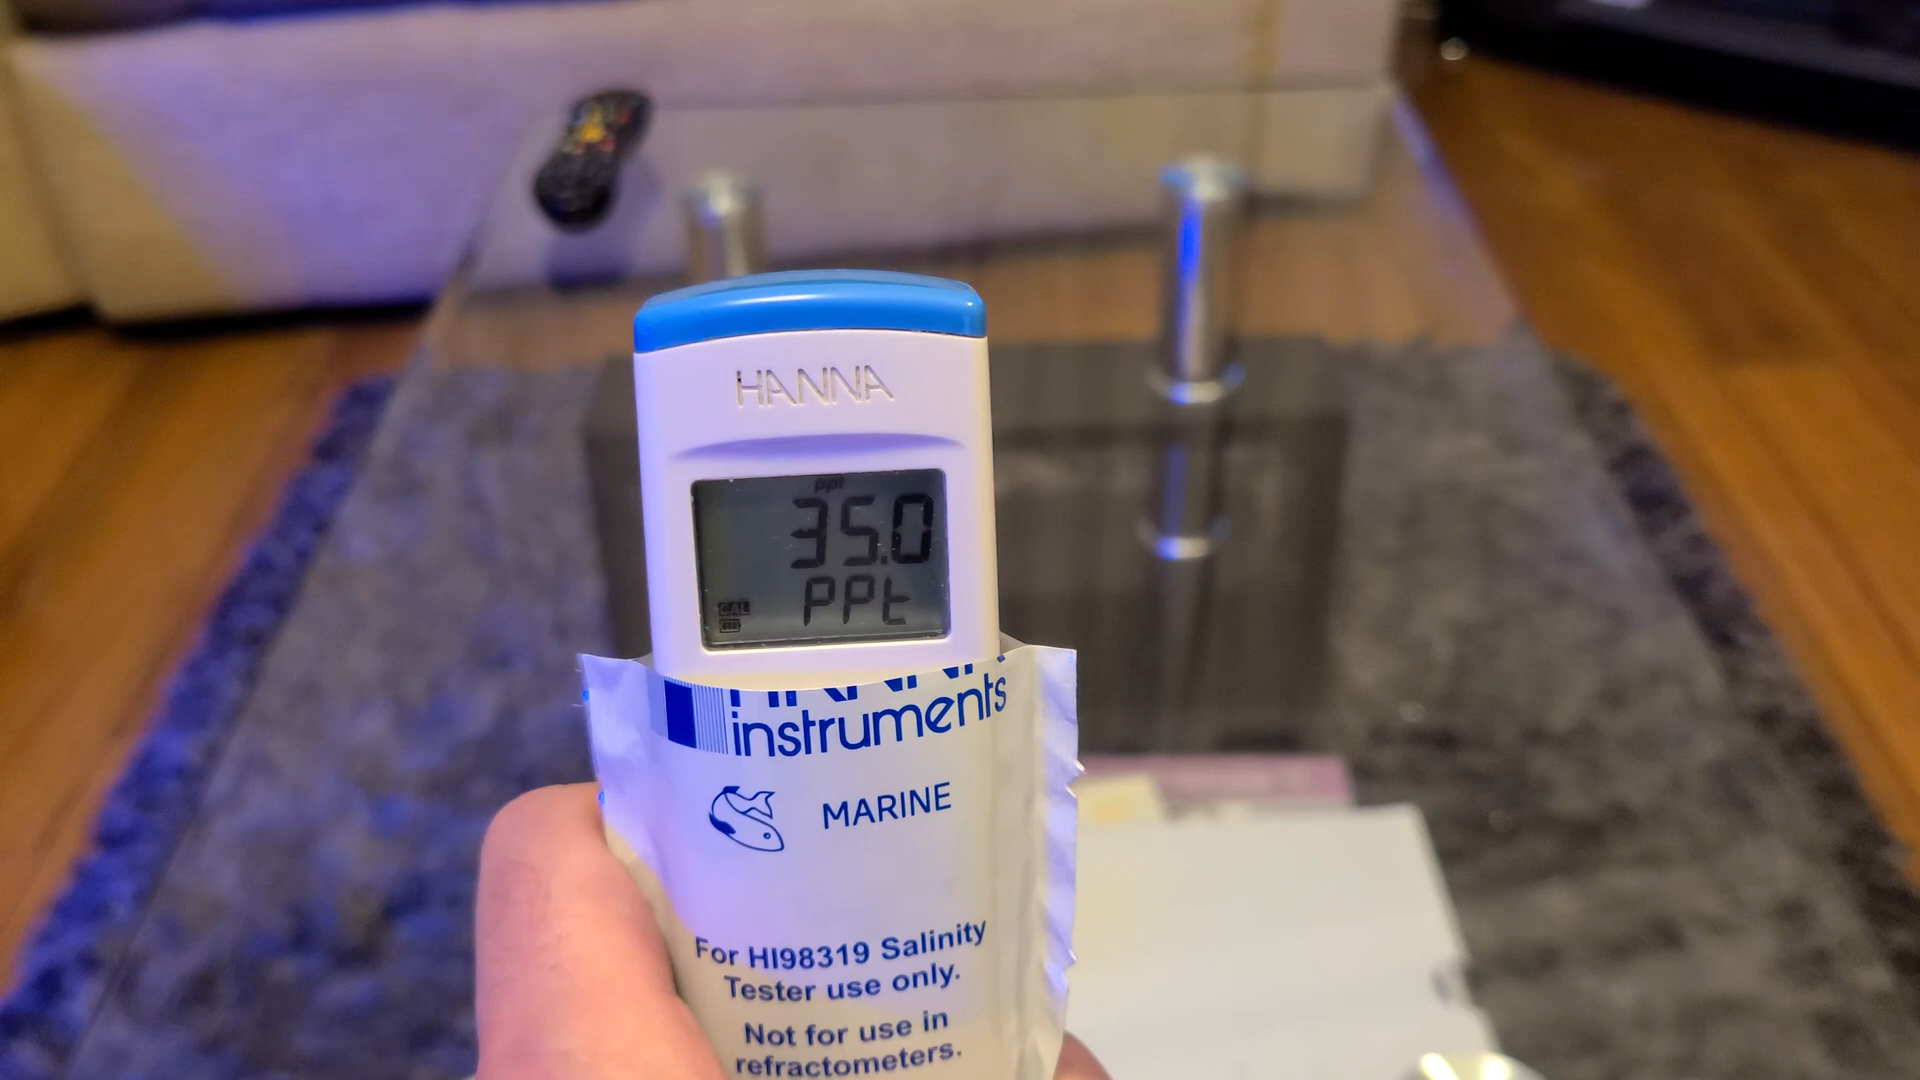 HANNA
ppt
35.0
PPt
CAL
HANNA
instruments
MARINE
For HI98319 Salinity
Tester use only.
Not for use in
refractometers.